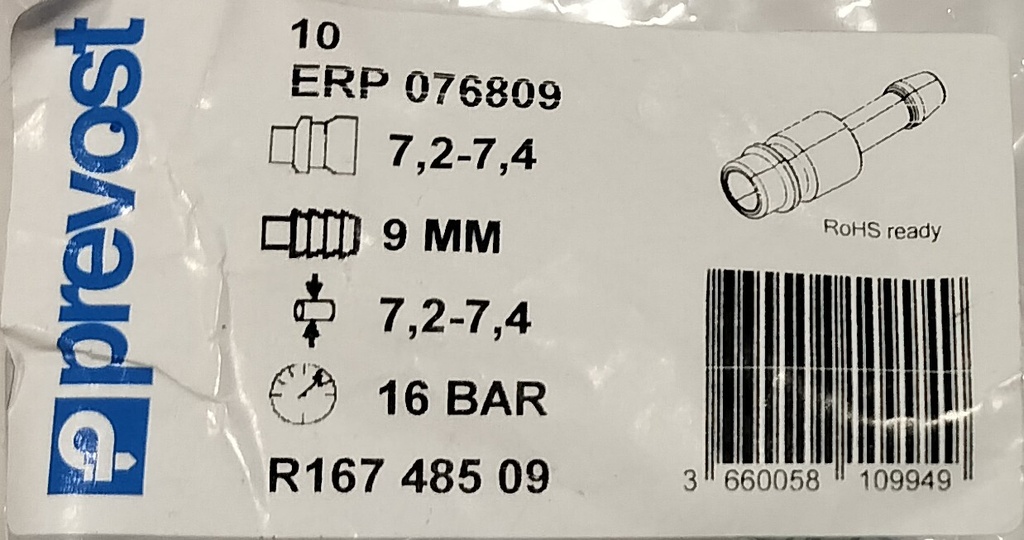 prevost
10
ERP 076809
7,2-7,4
9 MM
7,2-7,4
16 BAR
R167 485 09
RoHS ready
3 660058 109949